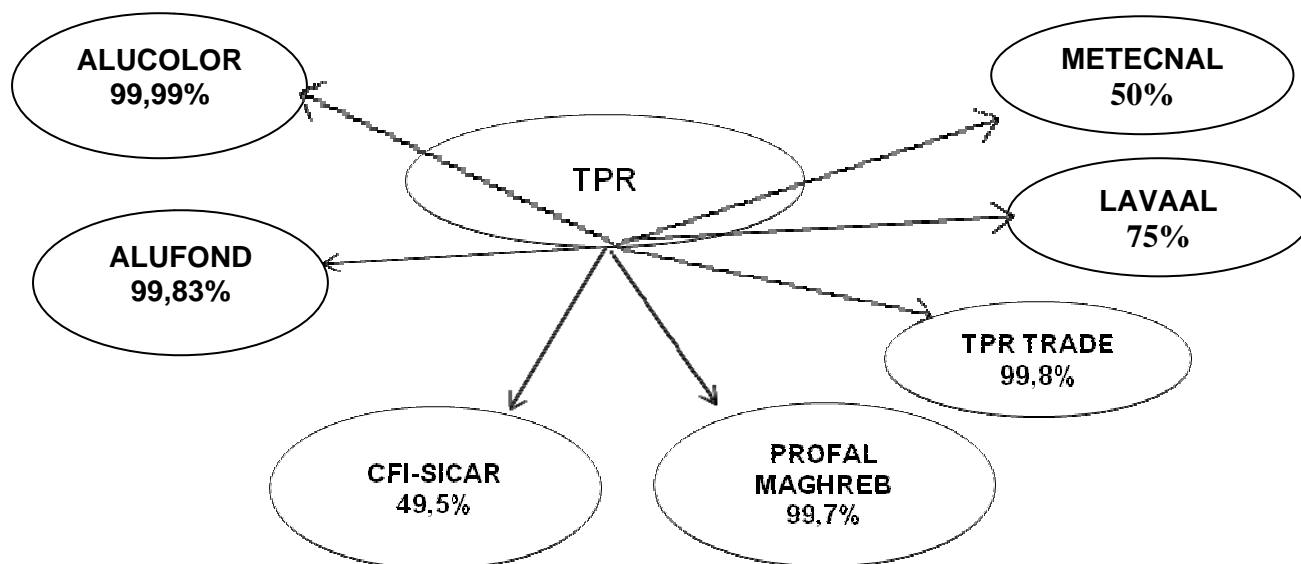 ALUCOLOR
99,99%
METECNAL
50%
TPR
LAVAAL
75%
ALUFOND
99,83%
TPR TRADE
99,8%
CFI-SICAR
49,5%
PROFAL
MAGHREB
99,7%